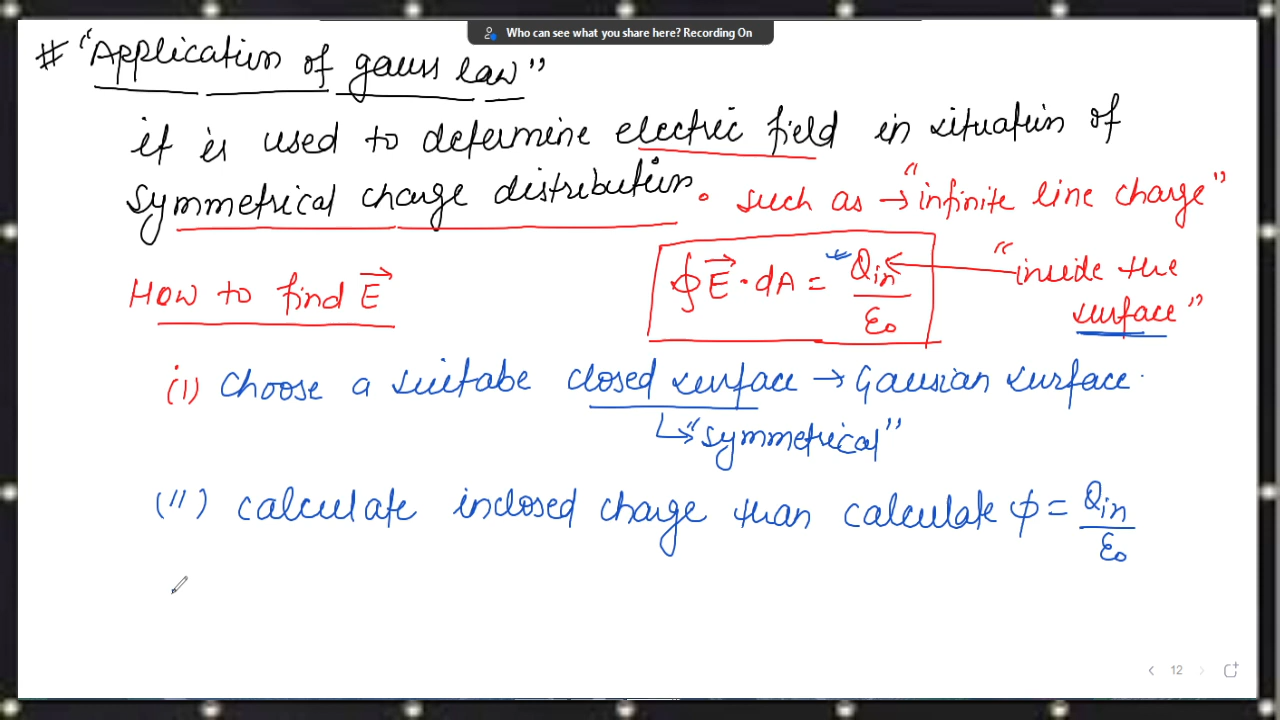 Who can see what you share here? Recording On
# "Application of gauss law"
it is used to determine electric field in situation of
symmetrical charge distribution. such as → "infinite line charge"
How to find E⃗
∮ E⃗ · dA = Qin/ε₀ ← "inside the
surface"
(i) choose a suitabe closed surface → Gausian surface.
↳ "symmetrical"
(ii) calculate inclosed charge than calculate ϕ = Qin/ε₀
< 12 >